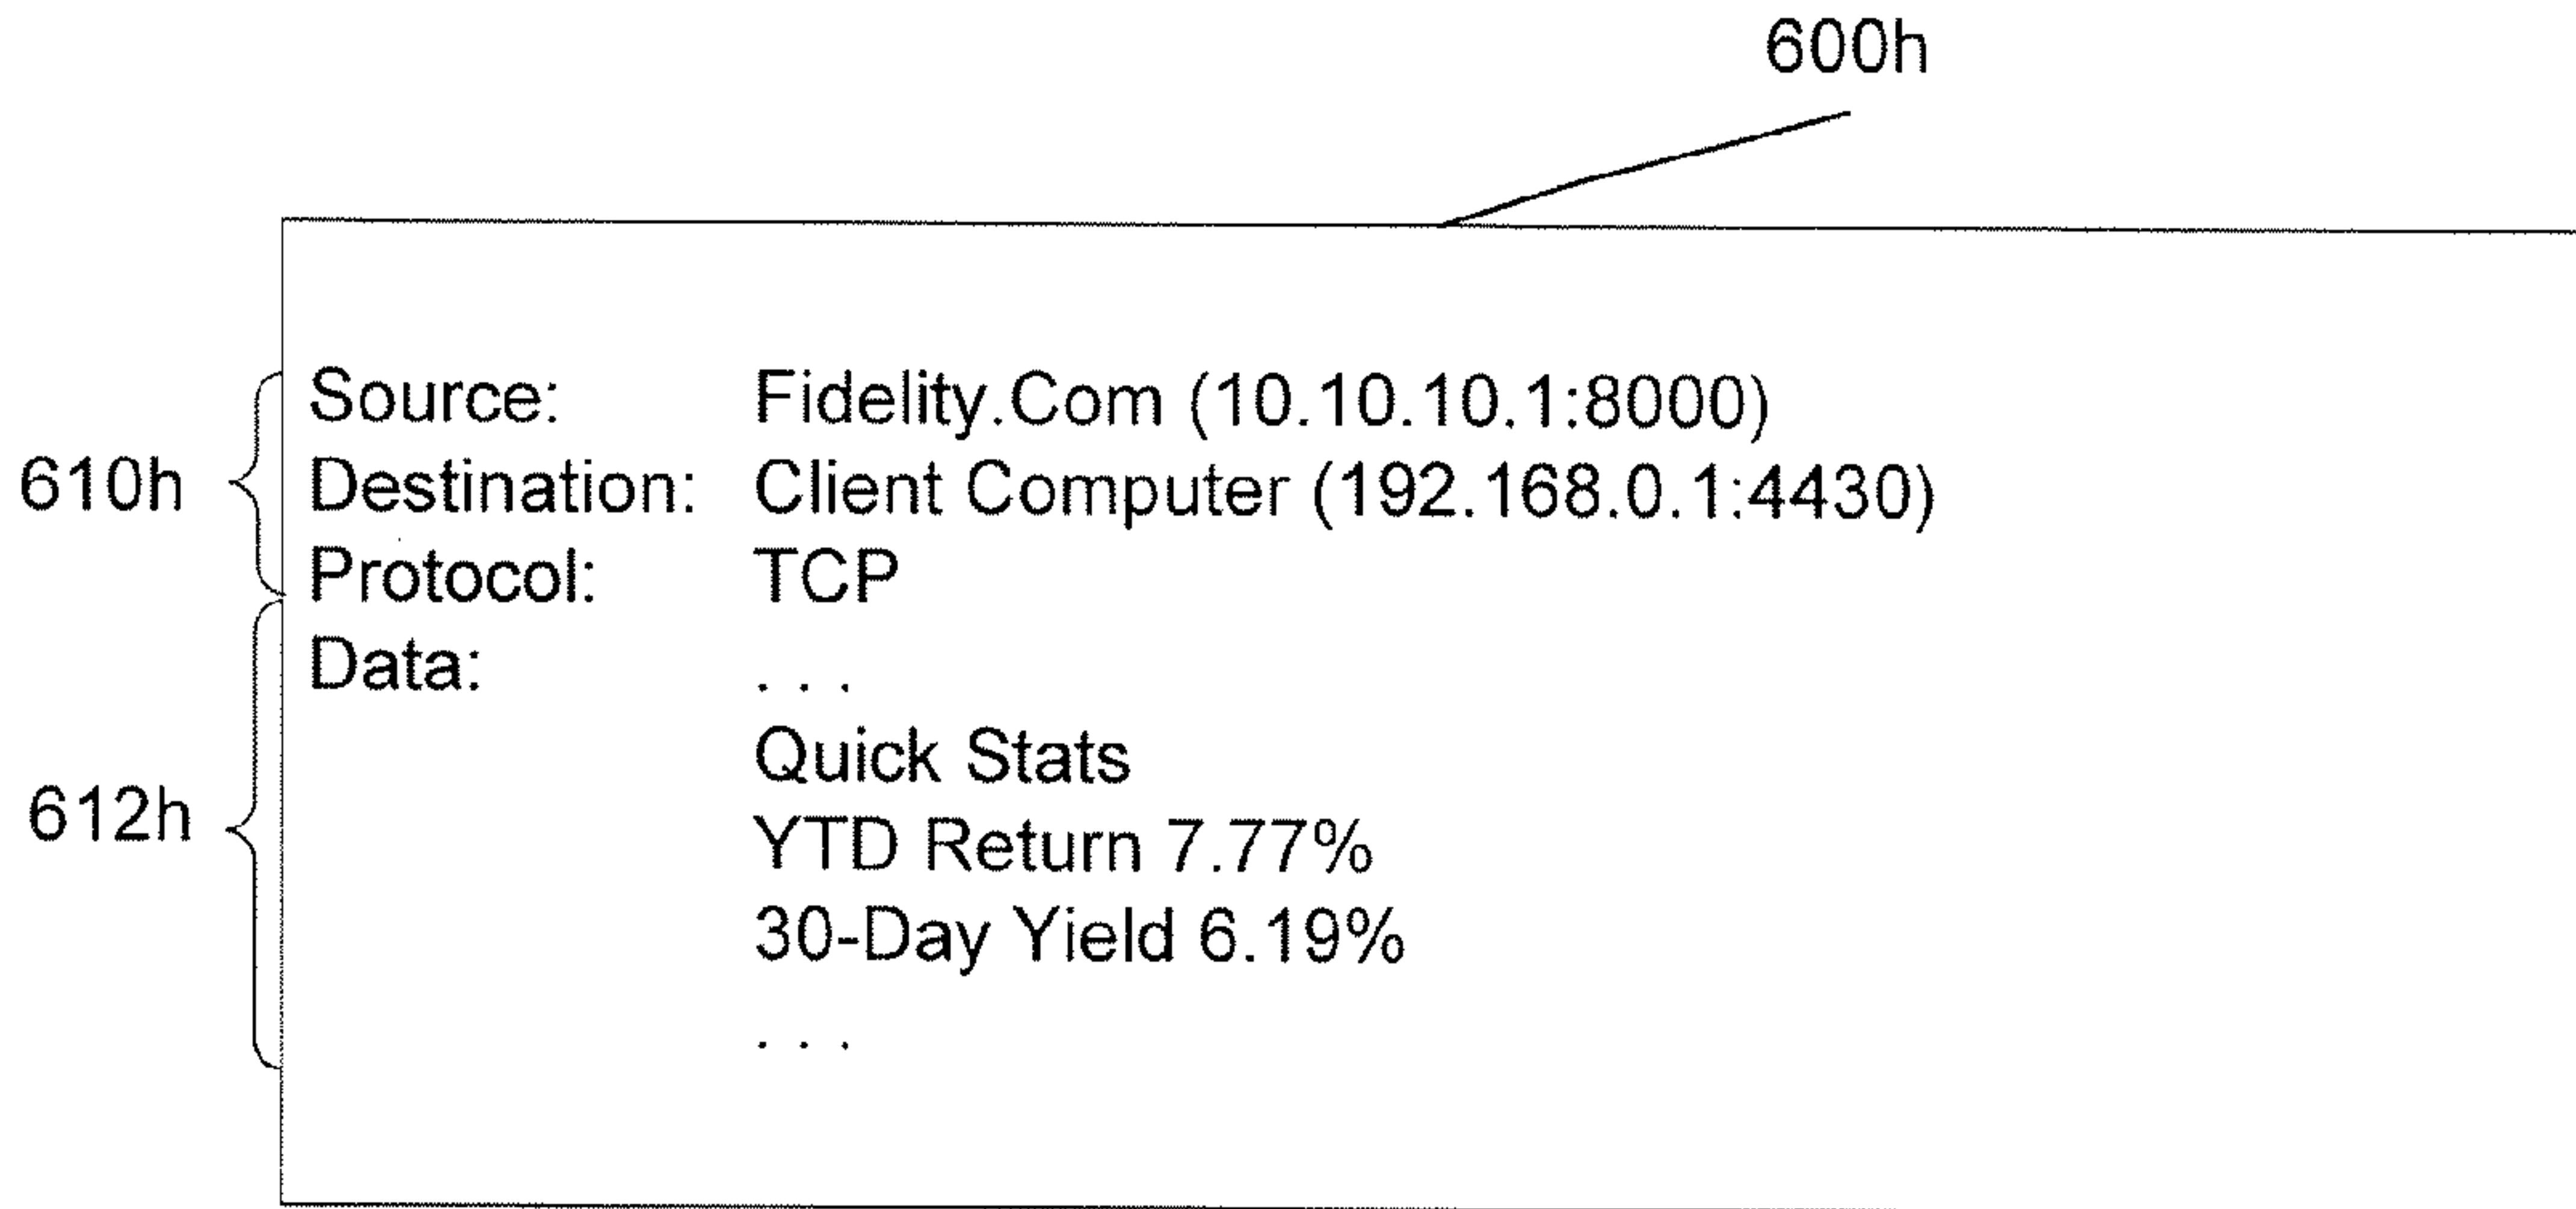 600h
Source: Fidelity.Com (10.10.10.1:8000)
610h
Destination: Client Computer (192.168.0.1:4430)
Protocol: TCP
Data: . . .
Quick Stats
612h
YTD Return 7.77%
30-Day Yield 6.19%
. . .